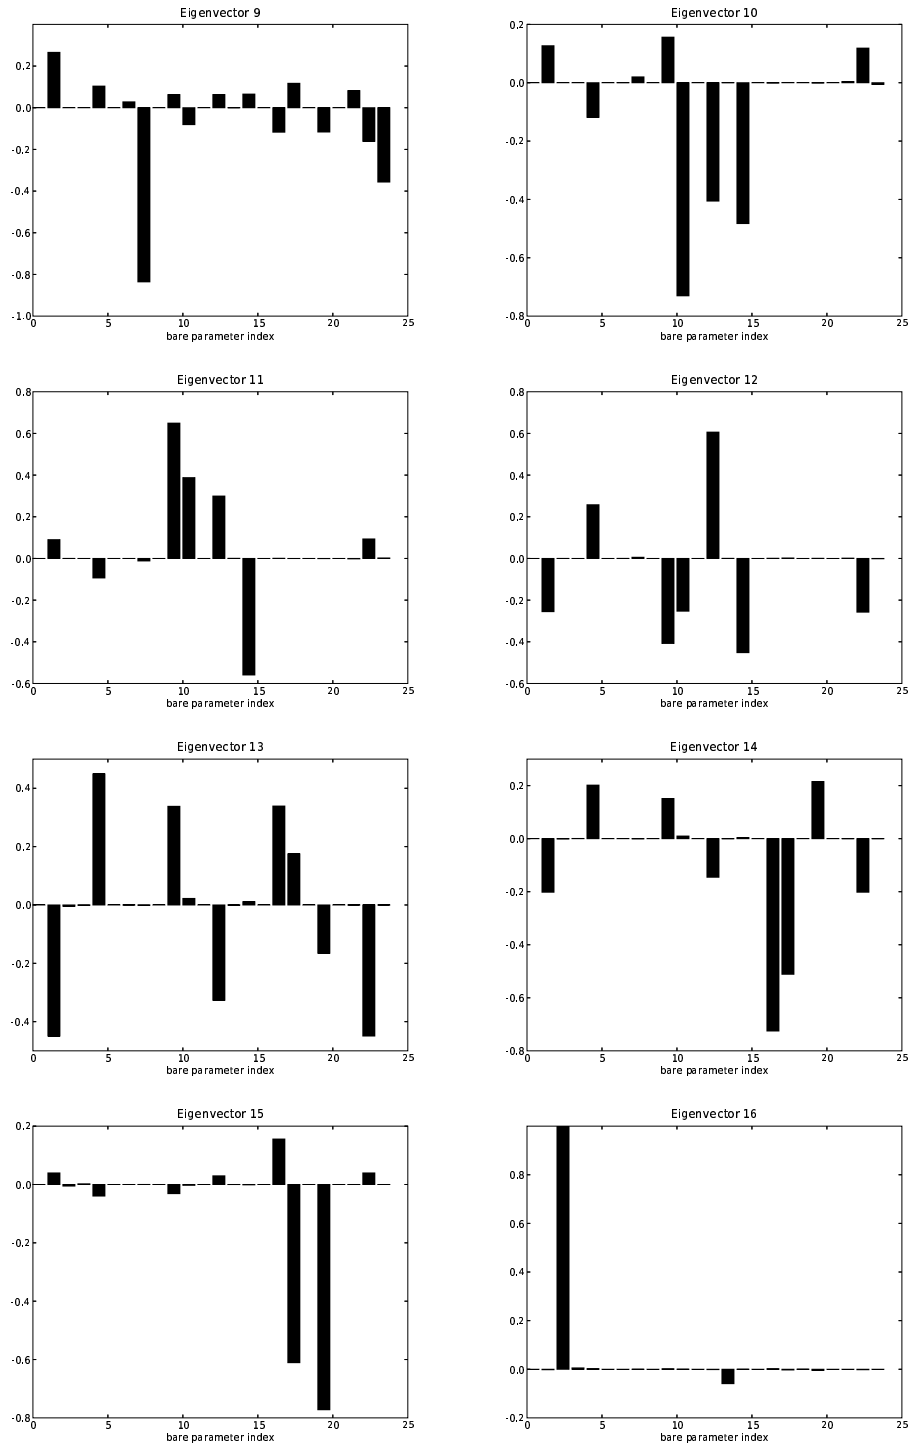 Eigenvector 9
0.2
0.0
-0.2
-0.4
-0.6
-0.8
-1.0
0 5 10 15 20 25
bare parameter index
Eigenvector 10
0.2
0.0
-0.2
-0.4
-0.6
-0.8
0 5 10 15 20 25
bare parameter index
Eigenvector 11
0.8
0.6
0.4
0.2
0.0
-0.2
-0.4
-0.6
0 5 10 15 20 25
bare parameter index
Eigenvector 12
0.8
0.6
0.4
0.2
0.0
-0.2
-0.4
-0.6
0 5 10 15 20 25
bare parameter index
Eigenvector 13
0.4
0.2
0.0
-0.2
-0.4
0 5 10 15 20 25
bare parameter index
Eigenvector 14
0.2
0.0
-0.2
-0.4
-0.6
-0.8
0 5 10 15 20 25
bare parameter index
Eigenvector 15
0.2
0.0
-0.2
-0.4
-0.6
-0.8
0 5 10 15 20 25
bare parameter index
Eigenvector 16
0.8
0.6
0.4
0.2
0.0
-0.2
0 5 10 15 20 25
bare parameter index